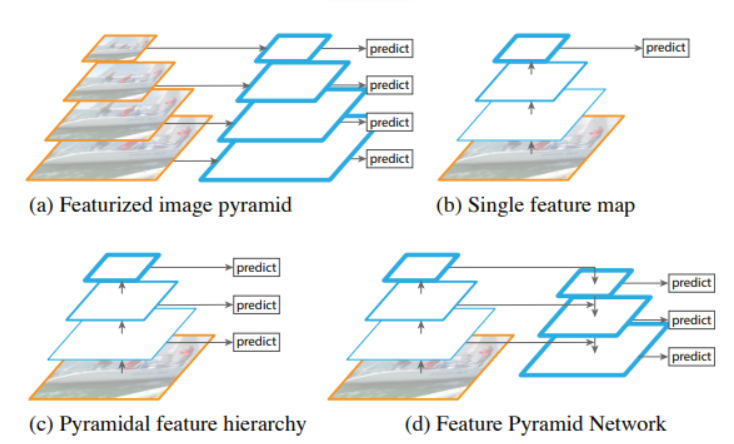 predict
predict
predict
predict
predict
(a) Featurized image pyramid
(b) Single feature map
predict
predict
predict
predict
predict
predict
(c) Pyramidal feature hierarchy
(d) Feature Pyramid Network